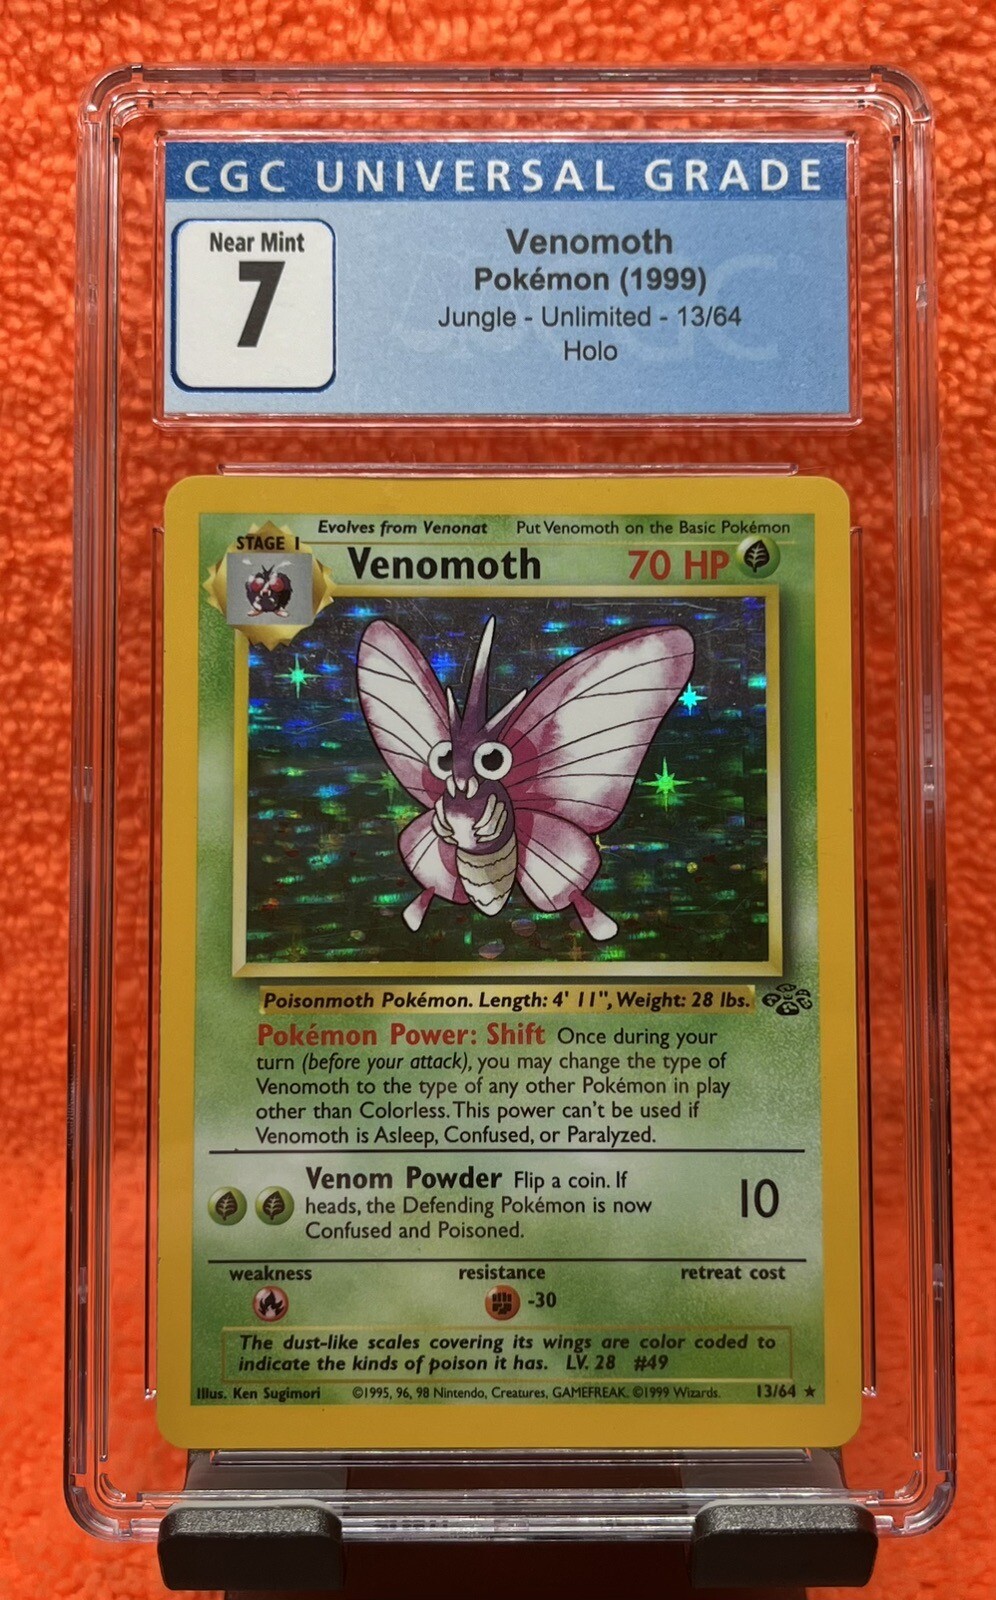 CGC UNIVERSAL GRADE
Near Mint
7
Venomoth
Pokémon (1999)
Jungle - Unlimited - 13/64
Holo
Evolves from Venonat Put Venomoth on the Basic Pokémon
STAGE 1
Venomoth 70 HP
Poisonmoth Pokémon. Length: 4' 11", Weight: 28 lbs.
Pokémon Power: Shift Once during your
turn (before your attack), you may change the type of
Venomoth to the type of any other Pokémon in play
other than Colorless. This power can't be used if
Venomoth is Asleep, Confused, or Paralyzed.
Venom Powder Flip a coin. If
heads, the Defending Pokémon is now
Confused and Poisoned.
10
weakness resistance retreat cost
-30
The dust-like scales covering its wings are color coded to
indicate the kinds of poison it has. LV. 28 #49
Illus. Ken Sugimori ©1995, 96, 98 Nintendo, Creatures, GAMEFREAK. ©1999 Wizards. 13/64 ★